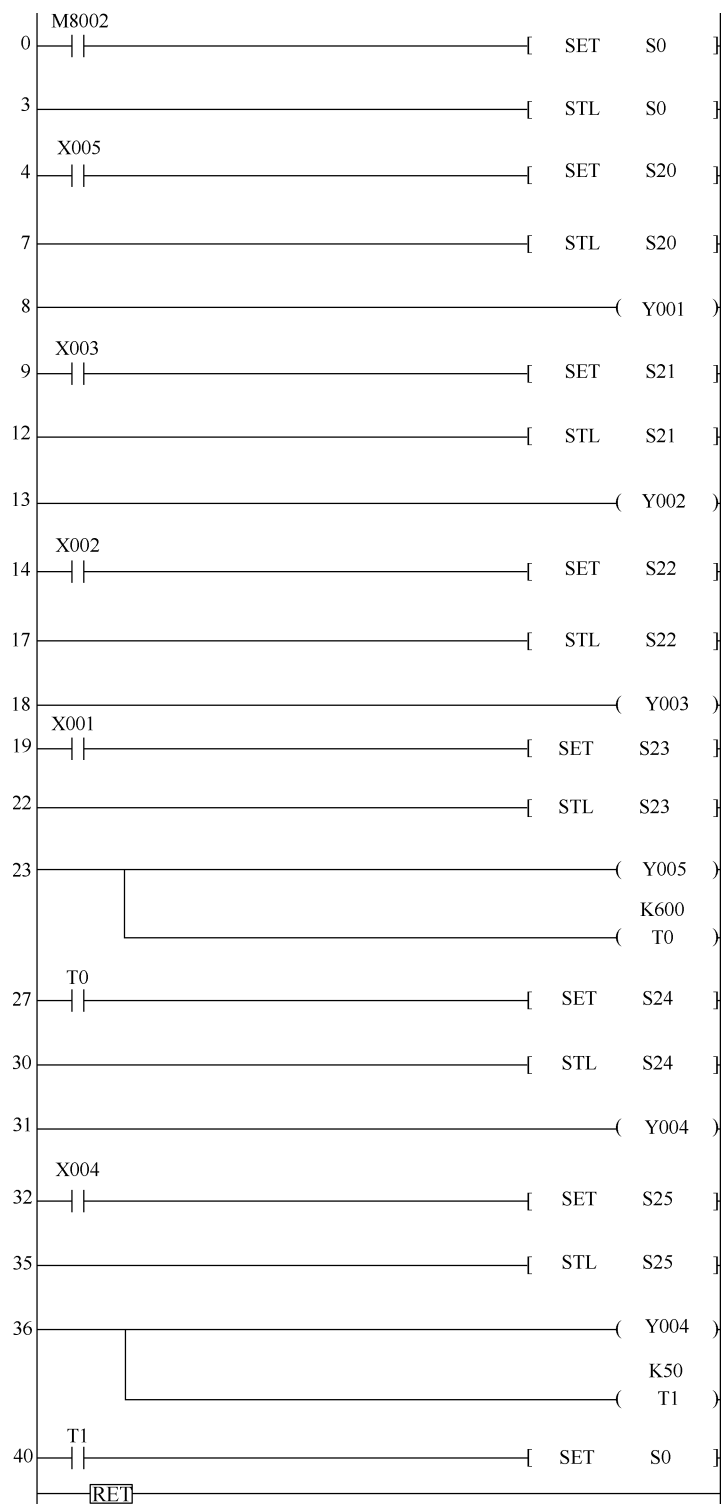 M8002
0 [ SET S0 ]
3 [ STL S0 ]
X005
4 [ SET S20 ]
7 [ STL S20 ]
8 ( Y001 )
X003
9 [ SET S21 ]
12 [ STL S21 ]
13 ( Y002 )
X002
14 [ SET S22 ]
17 [ STL S22 ]
18 ( Y003 )
X001
19 [ SET S23 ]
22 [ STL S23 ]
23 ( Y005 )
K600
( T0 )
T0
27 [ SET S24 ]
30 [ STL S24 ]
31 ( Y004 )
X004
32 [ SET S25 ]
35 [ STL S25 ]
36 ( Y004 )
K50
( T1 )
T1
40 [ SET S0 ]
RET